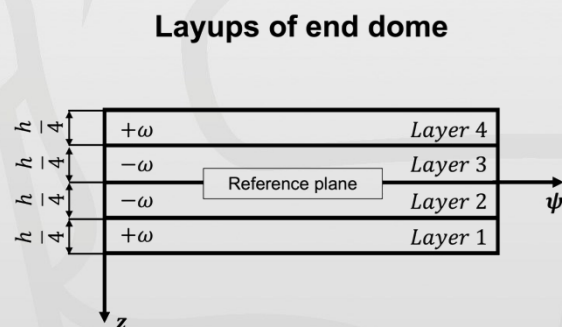 Layups of end dome
h/4 +ω Layer 4
h/4 −ω Layer 3
Reference plane
ψ
h/4 −ω Layer 2
h/4 +ω Layer 1
z